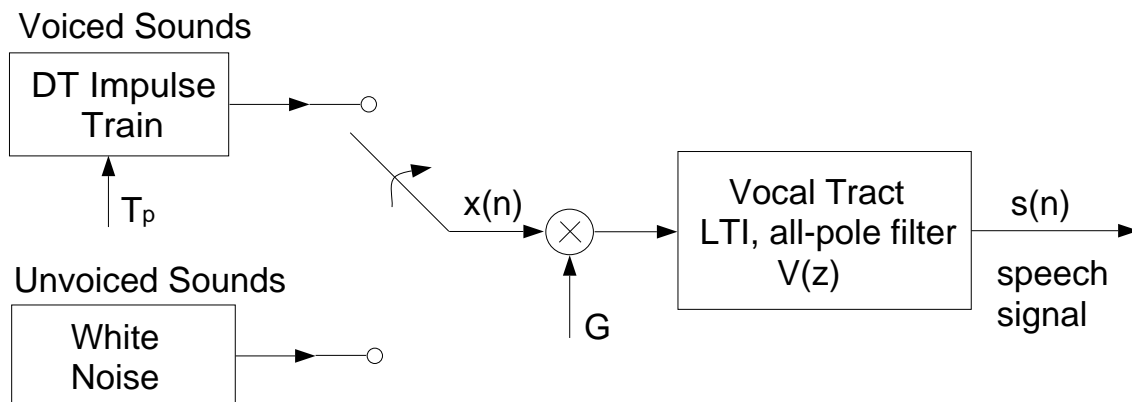 Voiced Sounds
DT Impulse
Train
Tp
x(n)
G
Vocal Tract
LTI, all-pole filter
V(z)
s(n)
speech
signal
Unvoiced Sounds
White
Noise